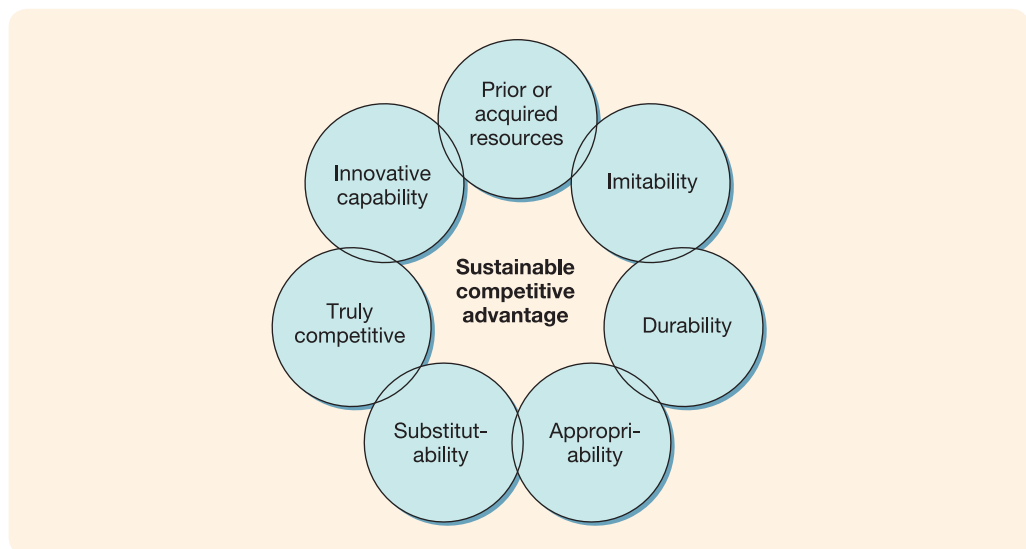 Prior or
acquired
resources
Imitability
Durability
Appropri-
ability
Substitut-
ability
Truly
competitive
Innovative
capability
Sustainable
competitive
advantage